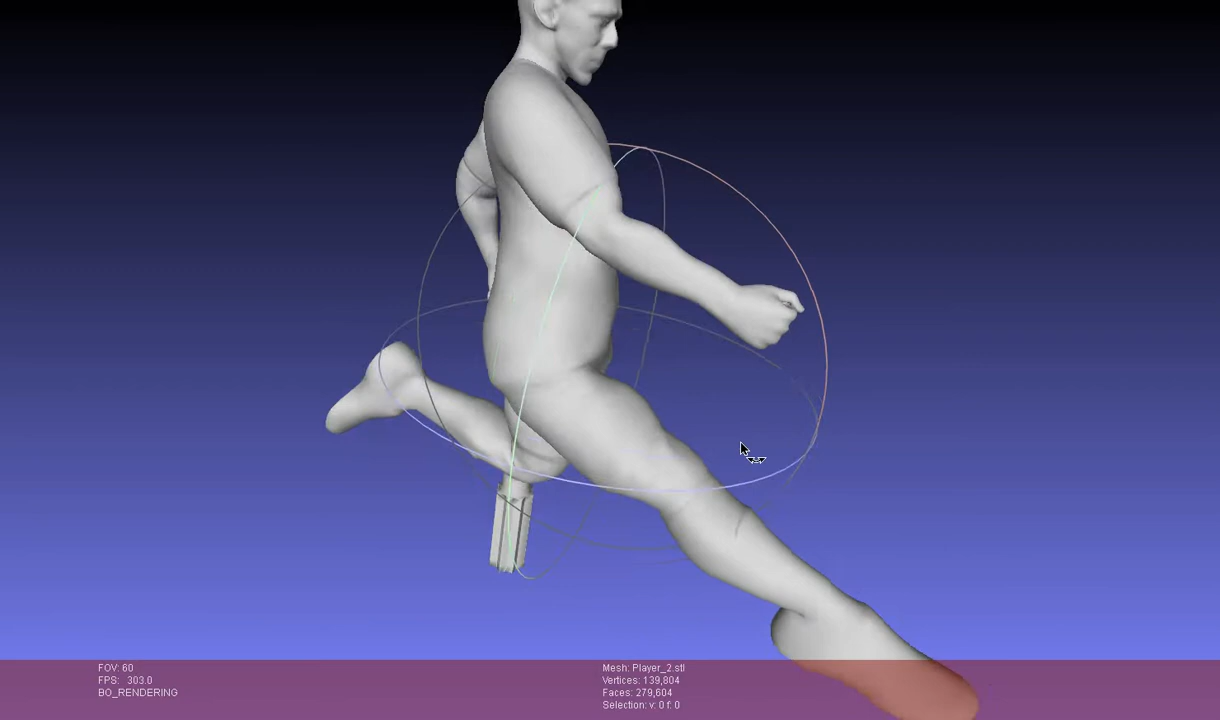 FOV: 60
FPS: 303.0
BO_RENDERING
Mesh: Player_2.stl
Vertices: 139,804
Faces: 279,604
Selection: v: 0 f: 0